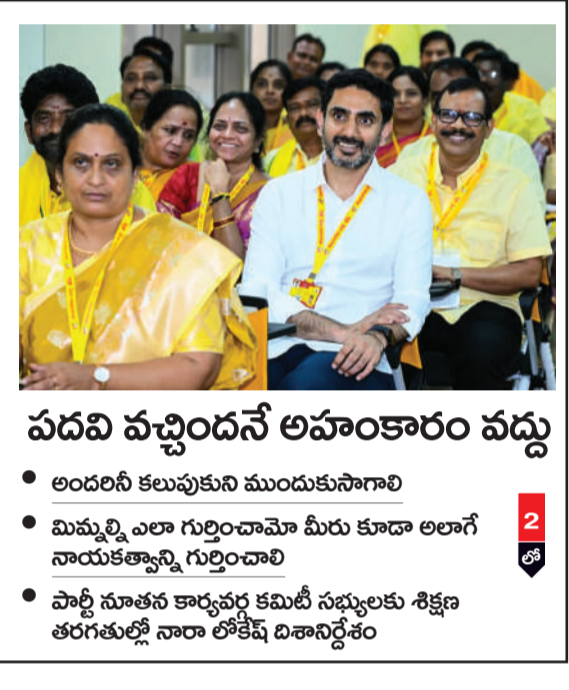 పదవి వచ్చిందనే అహంకారం వద్దు
• అందరినీ కలుపుకుని ముందుకుసాగాలి
• మిమ్మల్ని ఎలా గుర్తించామో మీరు కూడా అలాగే
నాయకత్వాన్ని గుర్తించాలి
2
లో
• పార్టీ నూతన కార్యవర్గ కమిటీ సభ్యులకు శిక్షణ
తరగతుల్లో నారా లోకేష్ దిశానిర్దేశం